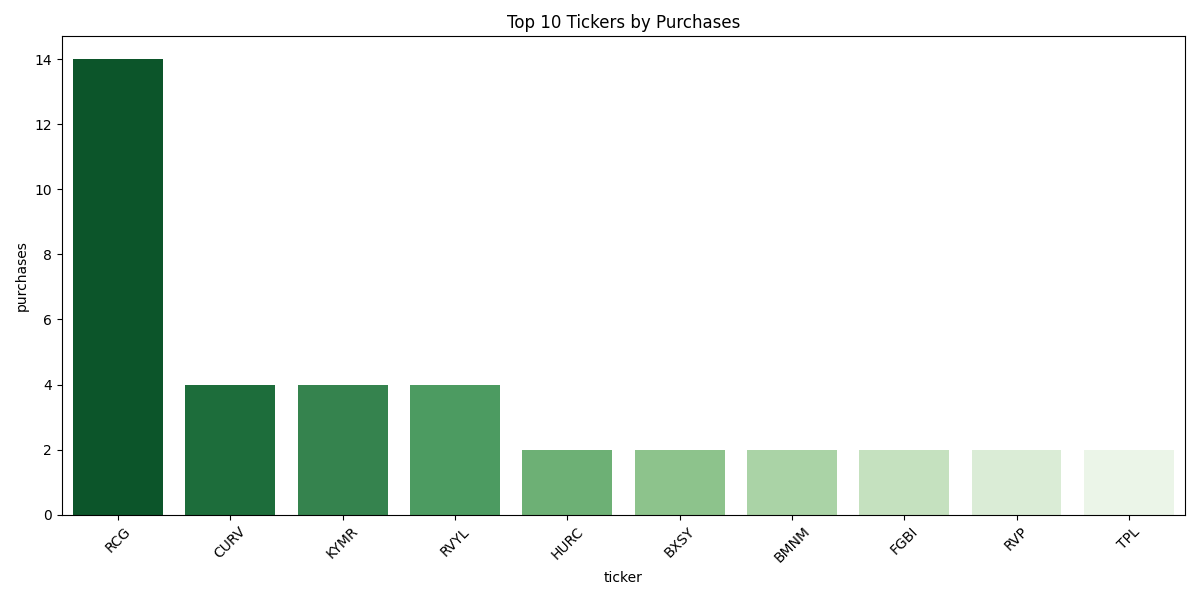 Top 10 Tickers by Purchases
purchases
14
12
10
8
6
4
2
0
RCG CURV KYMR RVYL HURC BXSY BMNM FGBI RVP TPL
ticker